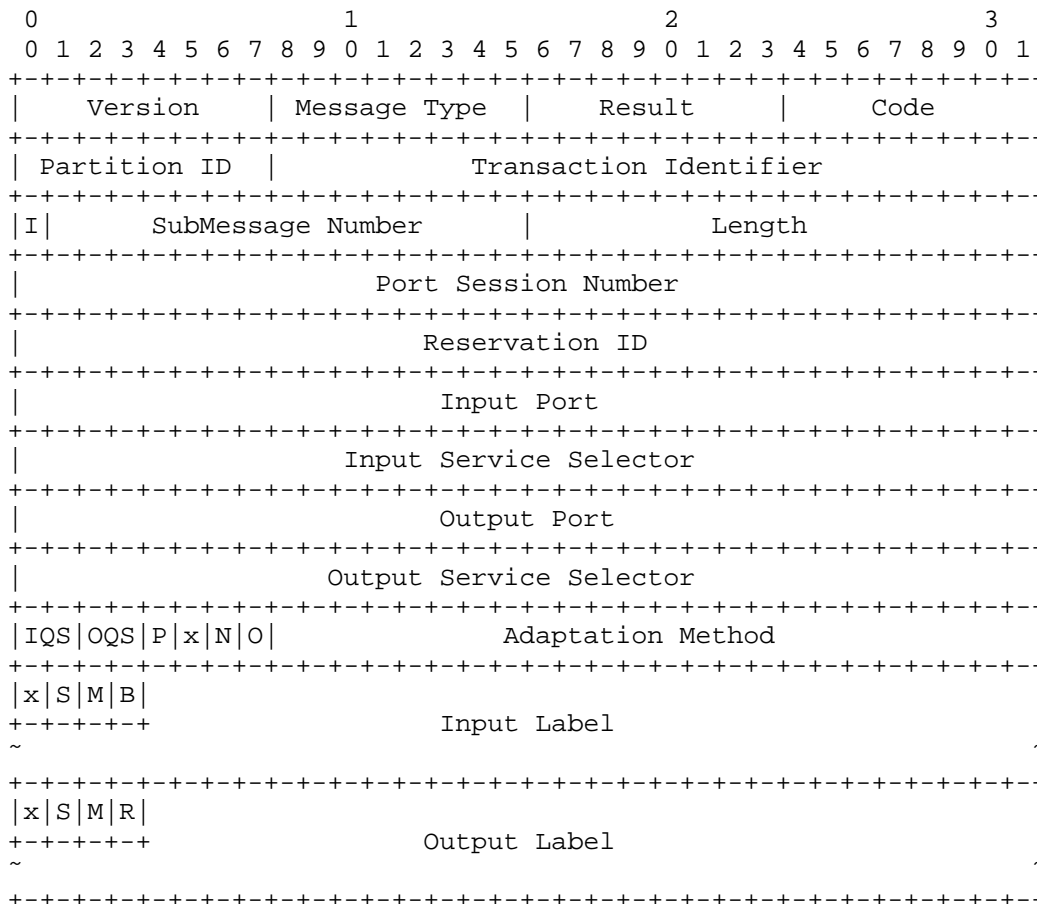 0                   1                   2                   3
 0 1 2 3 4 5 6 7 8 9 0 1 2 3 4 5 6 7 8 9 0 1 2 3 4 5 6 7 8 9 0 1
+-+-+-+-+-+-+-+-+-+-+-+-+-+-+-+-+-+-+-+-+-+-+-+-+-+-+-+-+-+-+-+-
|    Version    | Message Type  |    Result     |     Code
+-+-+-+-+-+-+-+-+-+-+-+-+-+-+-+-+-+-+-+-+-+-+-+-+-+-+-+-+-+-+-+-
| Partition ID  |            Transaction Identifier
+-+-+-+-+-+-+-+-+-+-+-+-+-+-+-+-+-+-+-+-+-+-+-+-+-+-+-+-+-+-+-+-
|I|      SubMessage Number      |           Length
+-+-+-+-+-+-+-+-+-+-+-+-+-+-+-+-+-+-+-+-+-+-+-+-+-+-+-+-+-+-+-+-
|                      Port Session Number
+-+-+-+-+-+-+-+-+-+-+-+-+-+-+-+-+-+-+-+-+-+-+-+-+-+-+-+-+-+-+-+-
|                         Reservation ID
+-+-+-+-+-+-+-+-+-+-+-+-+-+-+-+-+-+-+-+-+-+-+-+-+-+-+-+-+-+-+-+-
|                          Input Port
+-+-+-+-+-+-+-+-+-+-+-+-+-+-+-+-+-+-+-+-+-+-+-+-+-+-+-+-+-+-+-+-
|                    Input Service Selector
+-+-+-+-+-+-+-+-+-+-+-+-+-+-+-+-+-+-+-+-+-+-+-+-+-+-+-+-+-+-+-+-
|                          Output Port
+-+-+-+-+-+-+-+-+-+-+-+-+-+-+-+-+-+-+-+-+-+-+-+-+-+-+-+-+-+-+-+-
|                   Output Service Selector
+-+-+-+-+-+-+-+-+-+-+-+-+-+-+-+-+-+-+-+-+-+-+-+-+-+-+-+-+-+-+-+-
|IQS|OQS|P|x|N|O|              Adaptation Method
+-+-+-+-+-+-+-+-+-+-+-+-+-+-+-+-+-+-+-+-+-+-+-+-+-+-+-+-+-+-+-+-
|x|S|M|B|
+-+-+-+-+                  Input Label
~                                                               ~
+-+-+-+-+-+-+-+-+-+-+-+-+-+-+-+-+-+-+-+-+-+-+-+-+-+-+-+-+-+-+-+-
|x|S|M|R|
+-+-+-+-+                 Output Label
~                                                               ~
+-+-+-+-+-+-+-+-+-+-+-+-+-+-+-+-+-+-+-+-+-+-+-+-+-+-+-+-+-+-+-+-